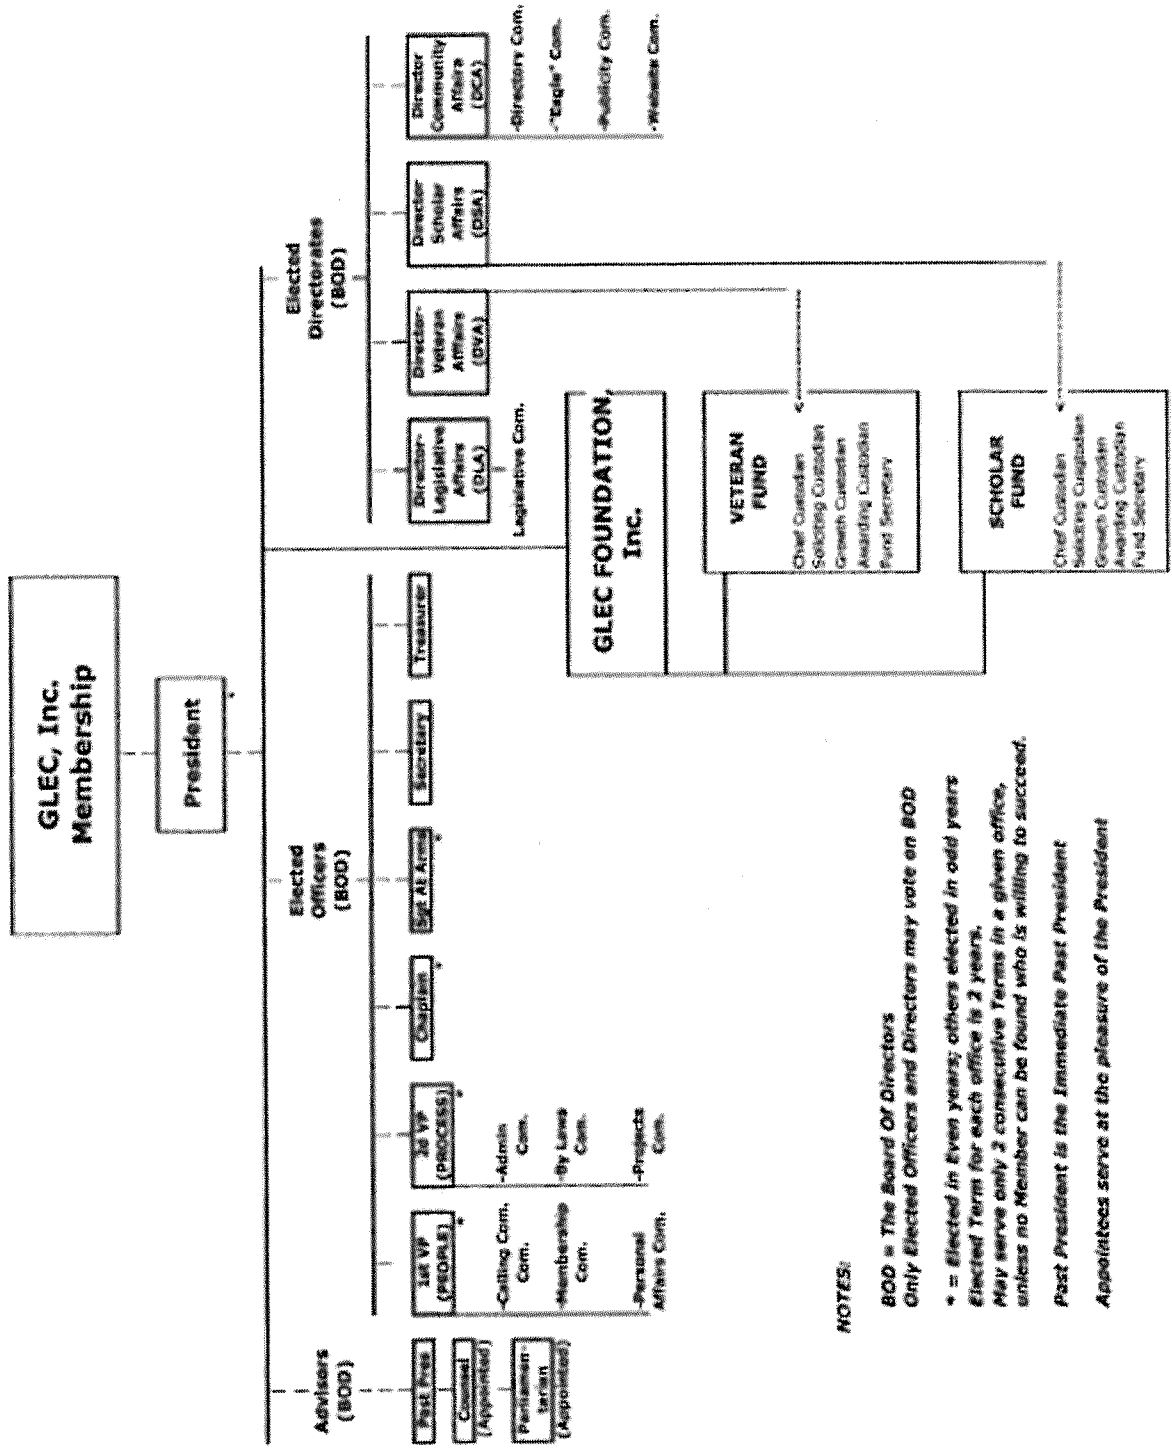 GLEC, Inc.
Membership
President
*
Advisors
(BOD)
Past Pres
Counsel
(Appointed)
Parliamen-
tarian
(Appointed)
Elected
Officers
(BOD)
1st VP
(PEOPLE)
*
-Calling Com.
Com.
-Membership
Com.
-Personal
Affairs Com.
2d VP
(PROCESS)
*
-Admin
Com.
-By Laws
Com.
-Projects
Com.
Chaplain
*
Sgt At Arms
*
Secretary
Treasurer
Elected
Directorates
(BOD)
Director-
Legislative
Affairs
(DLA)
Legislative Com.
Director-
Veteran
Affairs
(DVA)
Director
Scholar
Affairs
(DSA)
Director
Community
Affairs
(DCA)
-Directory Com.
-"Eagle" Com.
-Publicity Com.
-Website Com.
GLEC FOUNDATION,
Inc.
VETERAN
FUND
Chief Custodian
Soliciting Custodian
Growth Custodian
Awarding Custodian
Fund Secretary
SCHOLAR
FUND
Chief Custodian
Soliciting Custodian
Growth Custodian
Awarding Custodian
Fund Secretary
NOTES:
BOD = The Board Of Directors
Only Elected Officers and Directors may vote on BOD
* = Elected in Even years; others elected in odd years
Elected Term for each office is 2 years.
May serve only 2 consecutive Terms in a given office,
unless no Member can be found who is willing to succeed.
Past President is the Immediate Past President
Appointees serve at the pleasure of the President